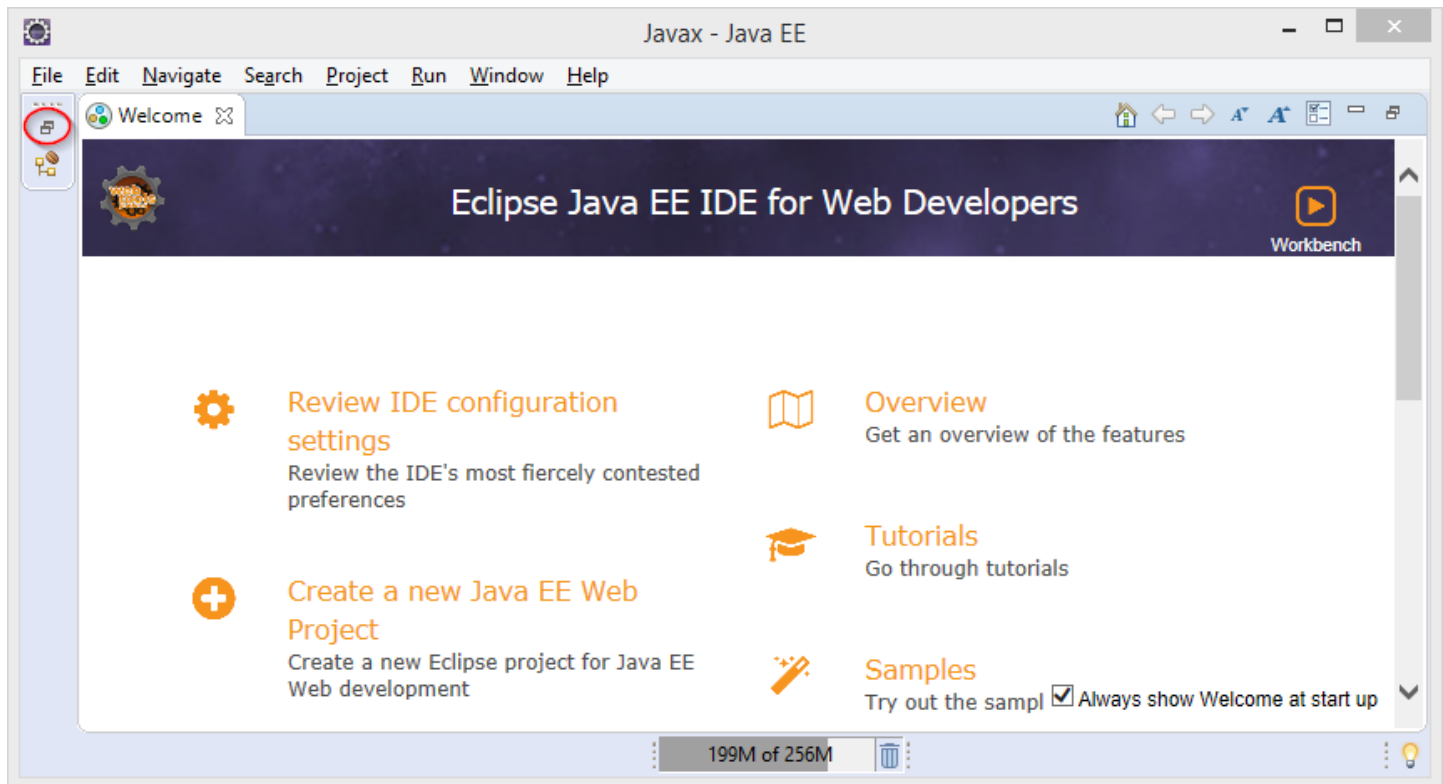 Javax - Java EE
File Edit Navigate Search Project Run Window Help
Welcome
Eclipse Java EE IDE for Web Developers
Workbench
Review IDE configuration
settings
Review the IDE's most fiercely contested
preferences
Overview
Get an overview of the features
Tutorials
Go through tutorials
Create a new Java EE Web
Project
Create a new Eclipse project for Java EE
Web development
Samples
Try out the sampl
Always show Welcome at start up
199M of 256M